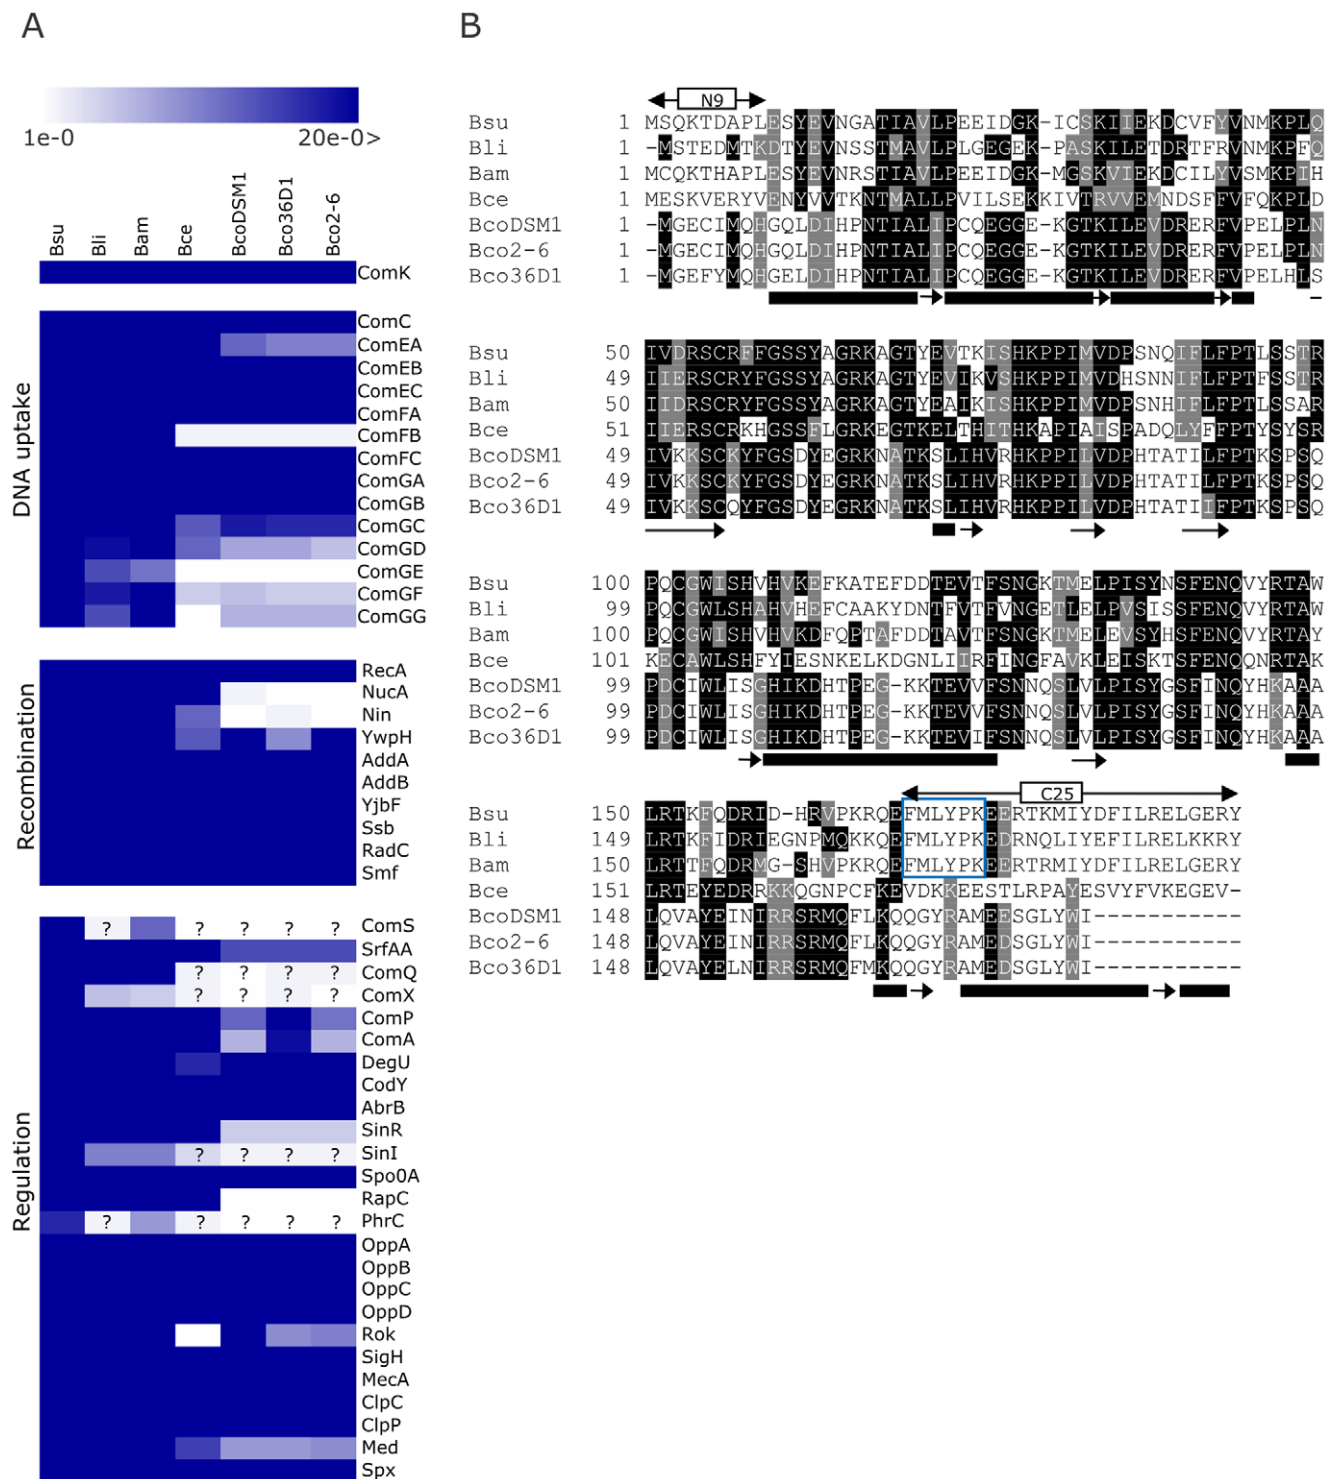 A
B
1e-0
20e-0>
Bsu
Bli
Bam
Bce
BcoDSM1
Bco36D1
Bco2-6
ComK
DNA uptake
ComC
ComEA
ComEB
ComEC
ComFA
ComFB
ComFC
ComGA
ComGB
ComGC
ComGD
ComGE
ComGF
ComGG
Recombination
RecA
NucA
Nin
YwpH
AddA
AddB
YjbF
Ssb
RadC
Smf
Regulation
? ? ? ? ? ComS
SrfAA
? ? ? ? ComQ
? ? ? ? ComX
ComP
ComA
DegU
CodY
AbrB
SinR
? ? ? ? SinI
Spo0A
RapC
? ? ? ? ? PhrC
OppA
OppB
OppC
OppD
Rok
SigH
MecA
ClpC
ClpP
Med
Spx
N9
Bsu 1 MSQKTDAPLESYEVNGATIAVLPEEIDGK-ICSKIIEKDCVFYVNMKPLQ
Bli 1 -MSTEDMTKDTYEVNSSTMAVLPLGEGEK-PASKILETDRTFRVNMKPFQ
Bam 1 MCQKTHAPLESYEVNRSTIAVLPEEIDGK-MGSKVIEKDCILYVSMKPIH
Bce 1 MESKVERYVENYVVTKNTMALLPVILSEKKIVTRVVEMNDSFFVFQKPLD
BcoDSM1 1 -MGECIMQHGQLDIHPNTIALIPCQEGGE-KGTKILEVDRERFVPELPLN
Bco2-6 1 -MGECIMQHGQLDIHPNTIALIPCQEGGE-KGTKILEVDRERFVPELPLN
Bco36D1 1 -MGEFYMQHGELDIHPNTIALIPCQEGGE-KGTKILEVDRERFVPELHLS
Bsu 50 IVDRSCRFFGSSYAGRKAGTYEVTKISHKPPIMVDPSNQIFLFPTLSSTR
Bli 49 IIERSCRYFGSSYAGRKAGTYEVIKVSHKPPIMVDHSNNIFLFPTFSSTR
Bam 50 IIDRSCRYFGSSYAGRKAGTYEAIKISHKPPIMVDPSNHIFLFPTLSSAR
Bce 51 IIERSCRKHGSSFLGRKEGTKELTHITHKAPIAISPADQLYFFPTYSYSR
BcoDSM1 49 IVKKSCKYFGSDYEGRKNATKSLIHVRHKPPILVDPHTATILFPTKSPSQ
Bco2-6 49 IVKKSCKYFGSDYEGRKNATKSLIHVRHKPPILVDPHTATILFPTKSPSQ
Bco36D1 49 IVKKSCQYFGSDYEGRKNATKSLIHVRHKPPILVDPHTATIIFPTKSPSQ
Bsu 100 PQCGWISHVHVKEFKATEFDDTEVTFSNGKTMELPISYNSFENQVYRTAW
Bli 99 PQCGWLSHAHVHEFCAAKYDNTFVTFVNGETLELPVSISSFENQVYRTAW
Bam 100 PQCGWISHVHVKDFQPTAFDDTAVTFSNGKTMELEVSYHSFENQVYRTAY
Bce 101 KECAWLSHFYIESNKELKDGNLIIRFINGFAVKLEISKTSFENQQNRTAK
BcoDSM1 99 PDCIWLISGHIKDHTPEG-KKTEVVFSNNQSLVLPISYGSFINQYHKAAA
Bco2-6 99 PDCIWLISGHIKDHTPEG-KKTEVVFSNNQSLVLPISYGSFINQYHKAAA
Bco36D1 99 PDCIWLISGHIKDHTPEG-KKTEVIFSNNQSLVLPISYGSFINQYHKAAA
C25
Bsu 150 LRTKFQDRID-HRVPKRQEFMLYPKEERTKMIYDFILRELGERY
Bli 149 LRTKFQDRIEGNPMQKKQEFMLYPKEDRNQLIYEFILRELKKRY
Bam 150 LRTTFQDRMG-SHVPKRQEFMLYPKEERTRMIYDFILRELGERY
Bce 151 LRTEYEDRRKKQGNPCFKEVDKKEESTLRPAYESVYFVKEGEV-
BcoDSM1 148 LQVAYEINIRRSRMQFLKQQGYRAMEESGLYWI-----------
Bco2-6 148 LQVAYEINIRRSRMQFLKQQGYRAMEDSGLYWI-----------
Bco36D1 148 LQVAYELNIRRSRMQFMKQQGYRAMEDSGLYWI-----------